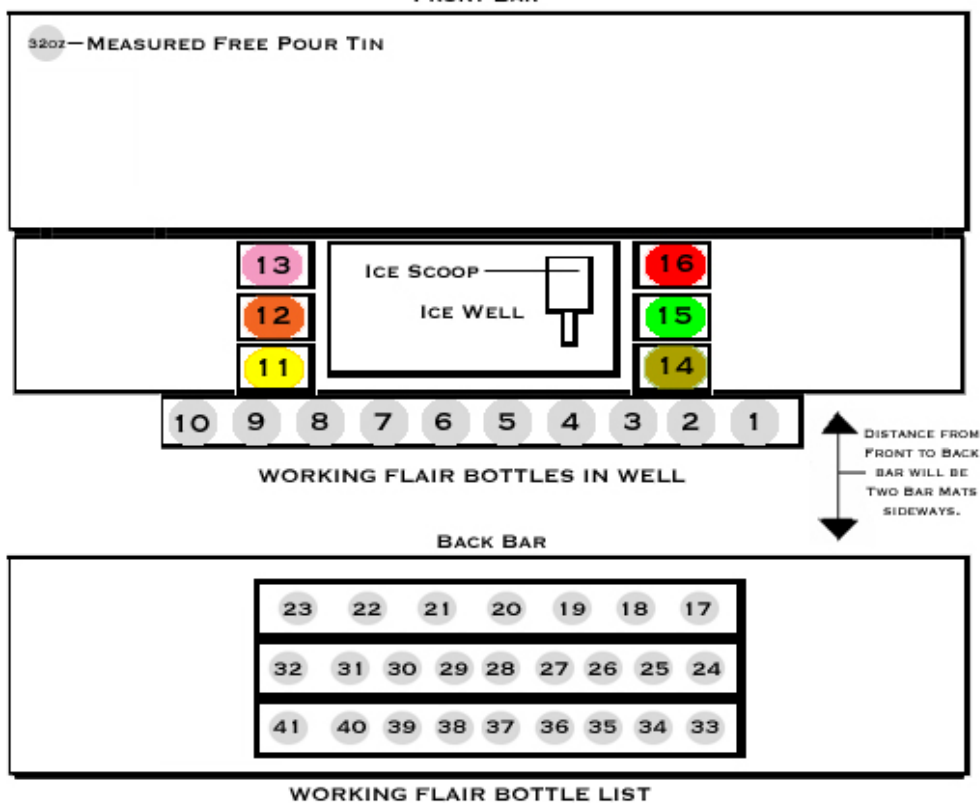 FRONT BAR
32OZ—MEASURED FREE POUR TIN
13 ICE SCOOP 16
12 ICE WELL 15
11 14
10 9 8 7 6 5 4 3 2 1
WORKING FLAIR BOTTLES IN WELL
DISTANCE FROM
FRONT TO BACK
BAR WILL BE
TWO BAR MATS
SIDEWAYS.
BACK BAR
23 22 21 20 19 18 17
32 31 30 29 28 27 26 25 24
41 40 39 38 37 36 35 34 33
WORKING FLAIR BOTTLE LIST